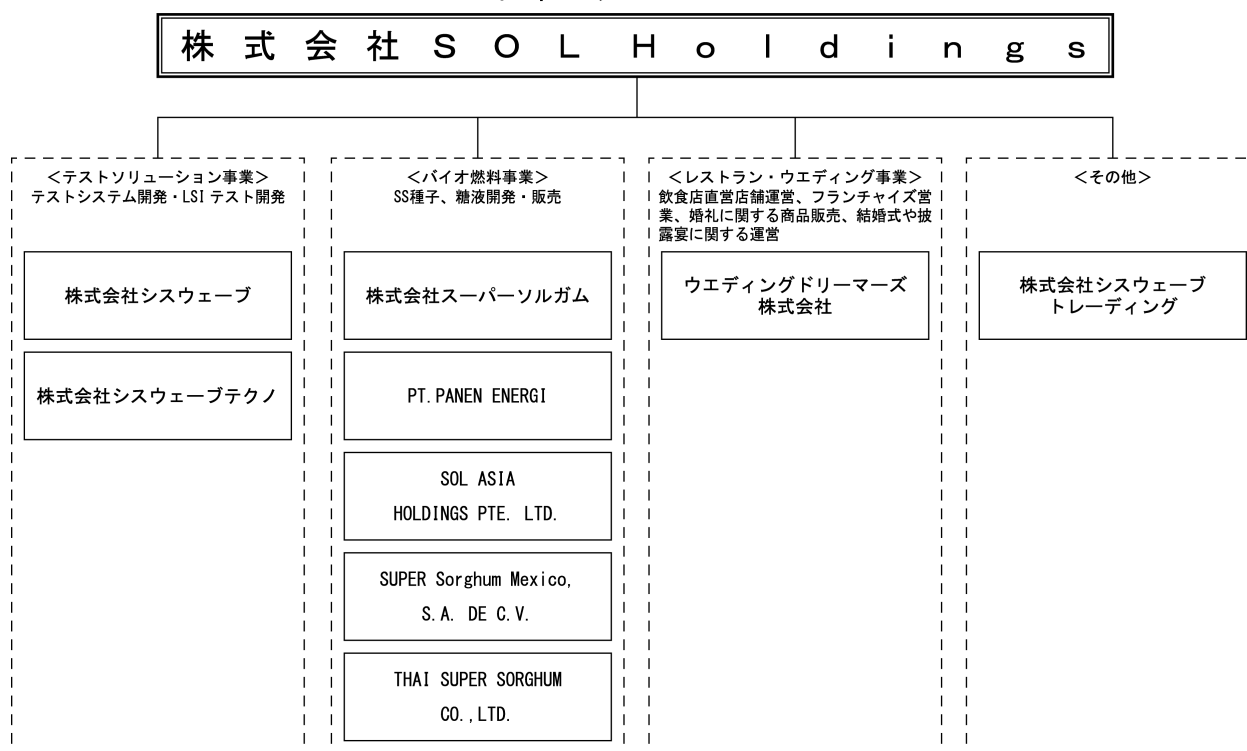 株式会社SOL Holdings
＜テストソリューション事業＞
テストシステム開発・LSI テスト開発
株式会社シスウェーブ
株式会社シスウェーブテクノ
＜バイオ燃料事業＞
SS種子、糖液開発・販売
株式会社スーパーソルガム
PT.PANEN ENERGI
SOL ASIA
HOLDINGS PTE. LTD.
SUPER Sorghum Mexico,
S.A. DE C.V.
THAI SUPER SORGHUM
CO.,LTD.
＜レストラン・ウエディング事業＞
飲食店直営店舗運営、フランチャイズ営
業、婚礼に関する商品販売、結婚式や披
露宴に関する運営
ウエディングドリーマーズ
株式会社
＜その他＞
株式会社シスウェーブ
トレーディング